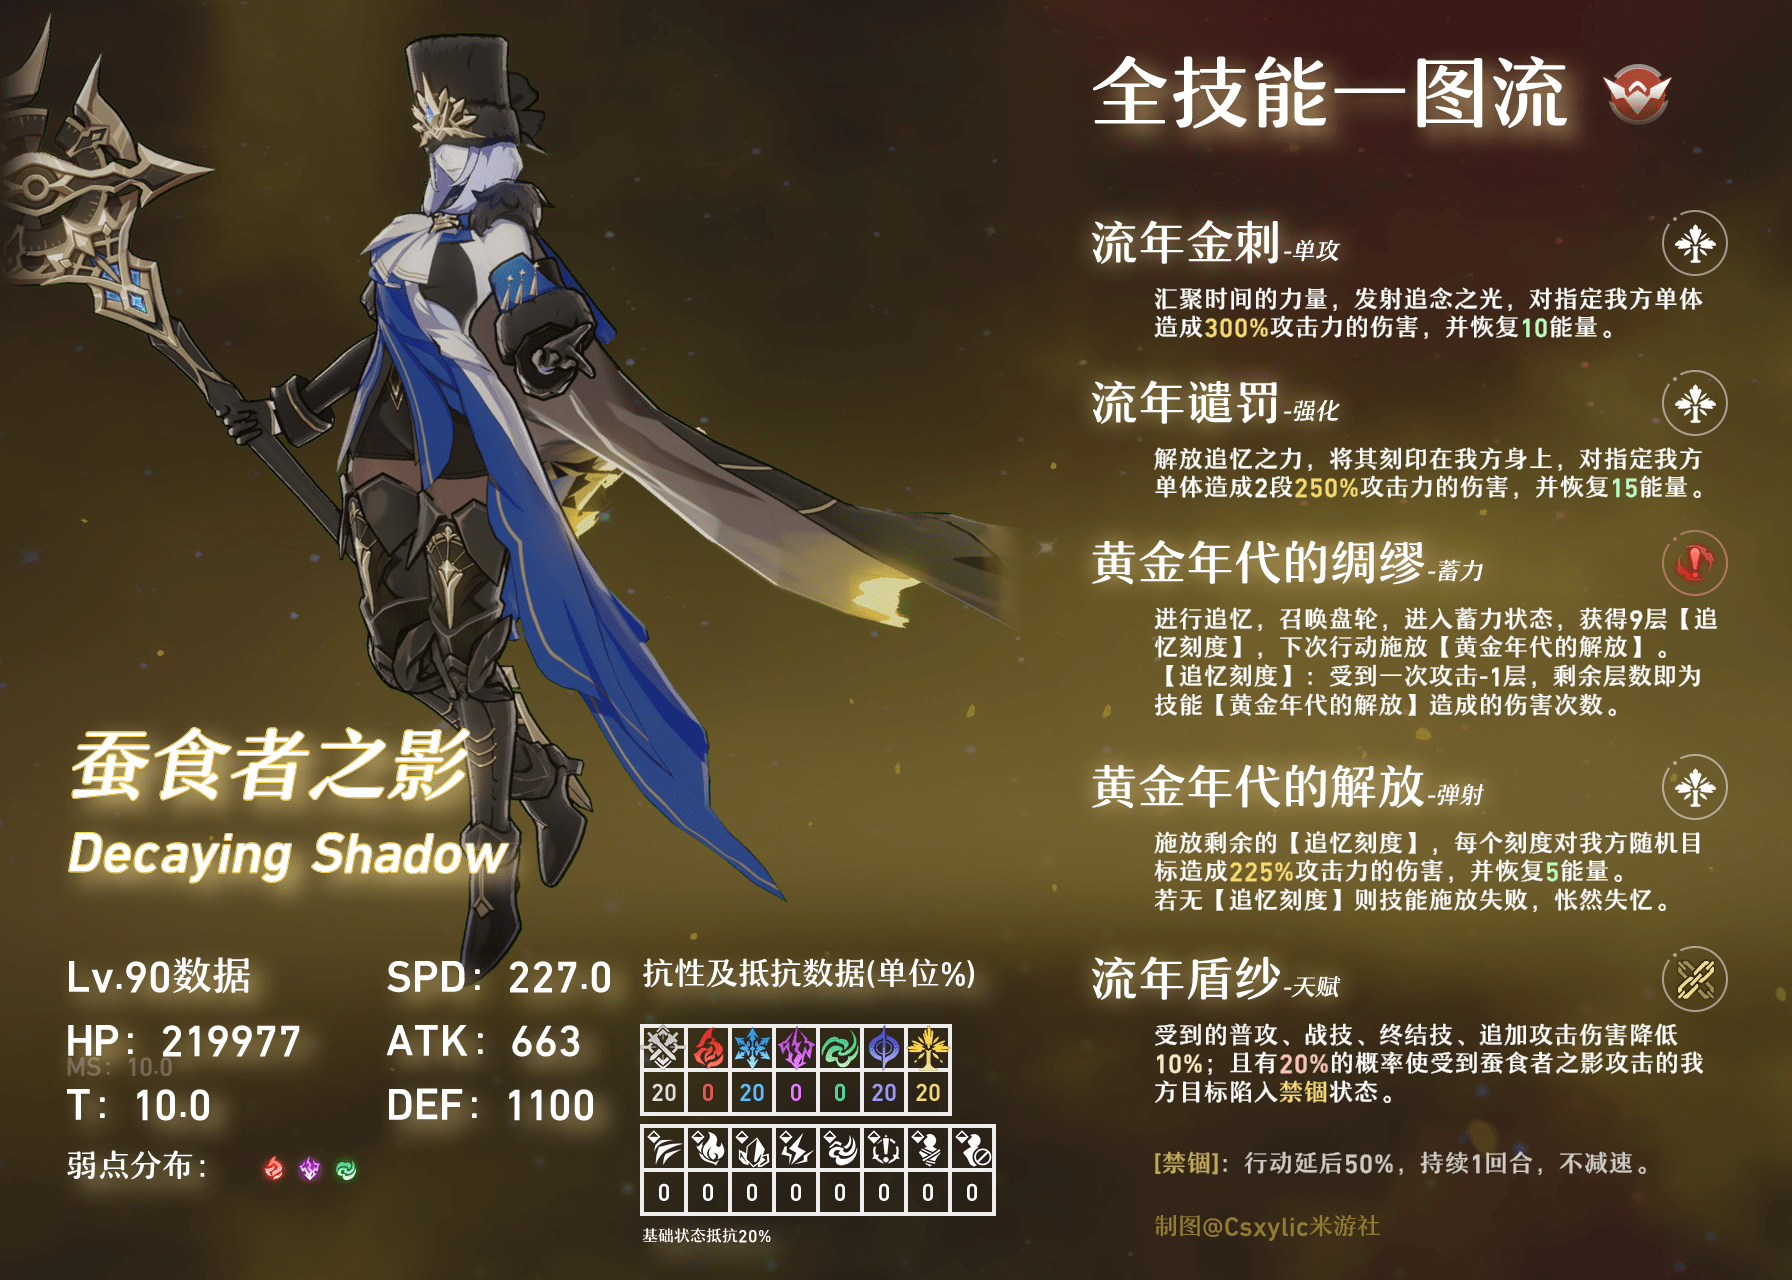 全技能一图流
流年金刺-单攻
汇聚时间的力量，发射追念之光，对指定我方单体
造成300%攻击力的伤害，并恢复10能量。
流年谴罚-强化
解放追忆之力，将其刻印在我方身上，对指定我方
单体造成2段250%攻击力的伤害，并恢复15能量。
黄金年代的绸缪-蓄力
进行追忆，召唤盘轮，进入蓄力状态，获得9层【追
忆刻度】，下次行动施放【黄金年代的解放】。
【追忆刻度】：受到一次攻击-1层，剩余层数即为
技能【黄金年代的解放】造成的伤害次数。
黄金年代的解放-弹射
施放剩余的【追忆刻度】，每个刻度对我方随机目
标造成225%攻击力的伤害，并恢复5能量。
若无【追忆刻度】则技能施放失败，怅然失忆。
流年盾纱-天赋
受到的普攻、战技、终结技、追加攻击伤害降低
10%；且有20%的概率使受到蚕食者之影攻击的我
方目标陷入禁锢状态。
[禁锢]：行动延后50%，持续1回合，不减速。
制图@Csxylic米游社
蚕食者之影
Decaying Shadow
Lv.90数据
SPD：227.0
HP：219977
ATK：663
MS：10.0
T：10.0
DEF：1100
弱点分布：
抗性及抵抗数据(单位%)
20 0 20 0 0 20 20
0 0 0 0 0 0 0 0
基础状态抵抗20%